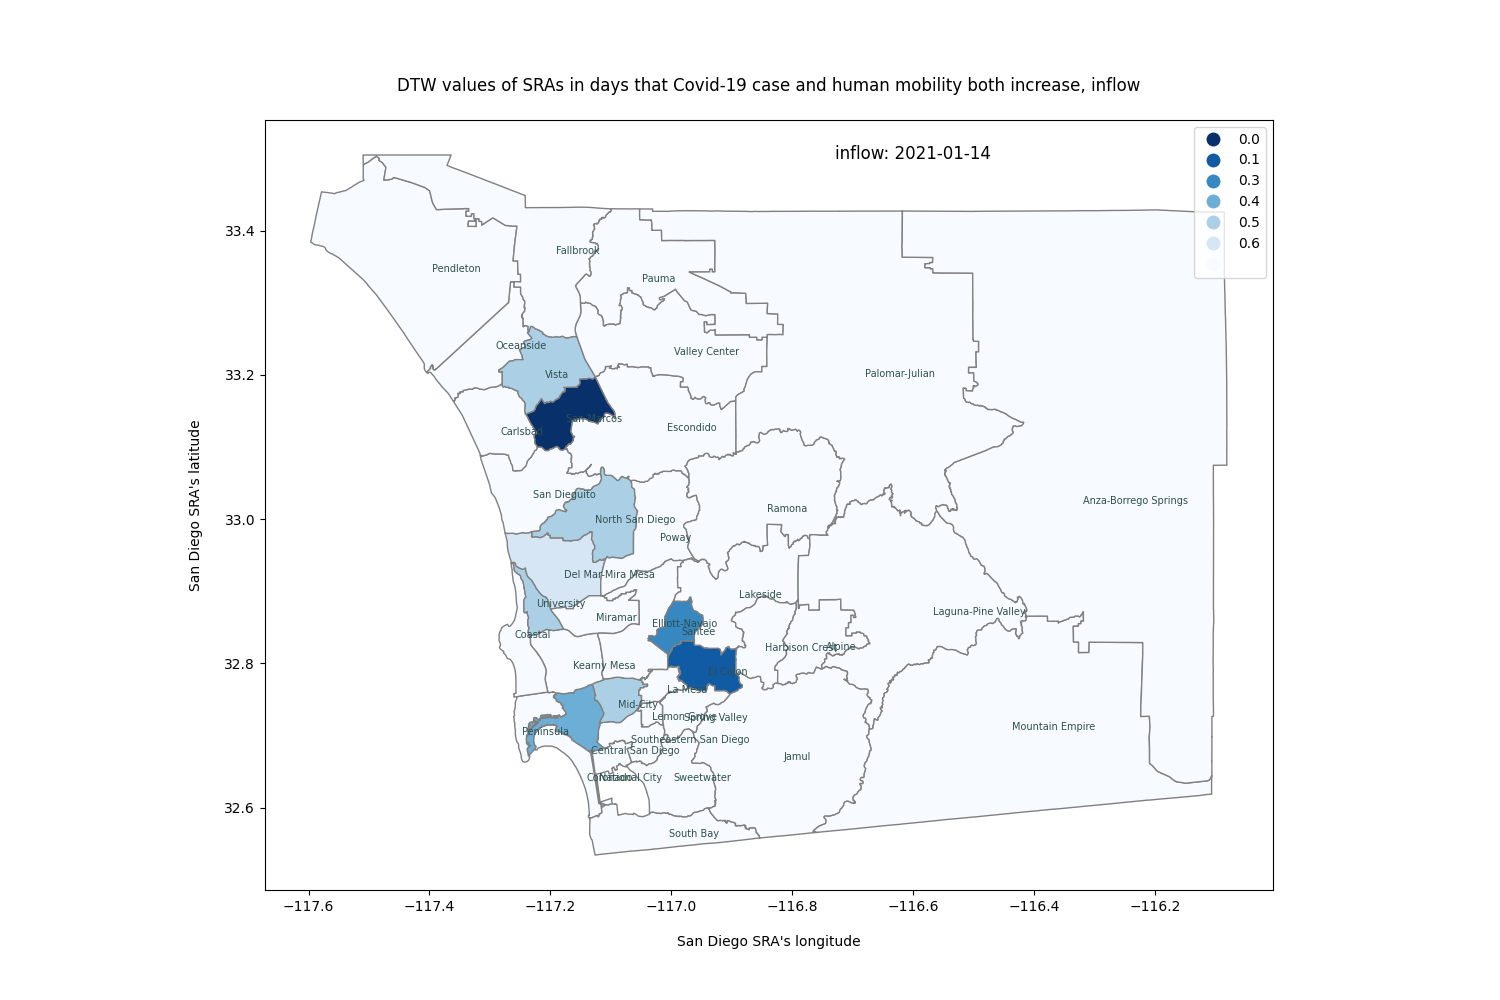 DTW values of SRAs in days that Covid-19 case and human mobility both increase, inflow
inflow: 2021-01-14
0.0
0.1
0.3
0.4
0.5
0.6
33.4
33.2
33.0
32.8
32.6
San Diego SRA's latitude
Fallbrook
Pendleton
Pauma
Oceanside
Valley Center
Vista
Palomar-Julian
San Marcos
Carlsbad
Escondido
San Dieguito
Anza-Borrego Springs
Ramona
North San Diego
Poway
Del Mar-Mira Mesa
Lakeside
University
Laguna-Pine Valley
Miramar
Elliott-Navajo
Santee
Coastal
Harbison Crest
Alpine
Kearny Mesa
El Cajon
La Mesa
Mid-City
Lemon Grove
Spring Valley
Mountain Empire
Peninsula
Southeastern San Diego
Central San Diego
Jamul
Coronado
National City
Sweetwater
South Bay
−117.6
−117.4
−117.2
−117.0
−116.8
−116.6
−116.4
−116.2
San Diego SRA's longitude